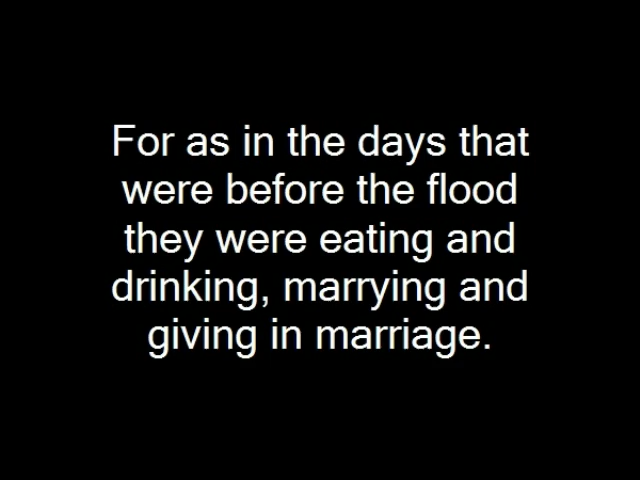 For as in the days that
were before the flood
they were eating and
drinking, marrying and
giving in marriage.